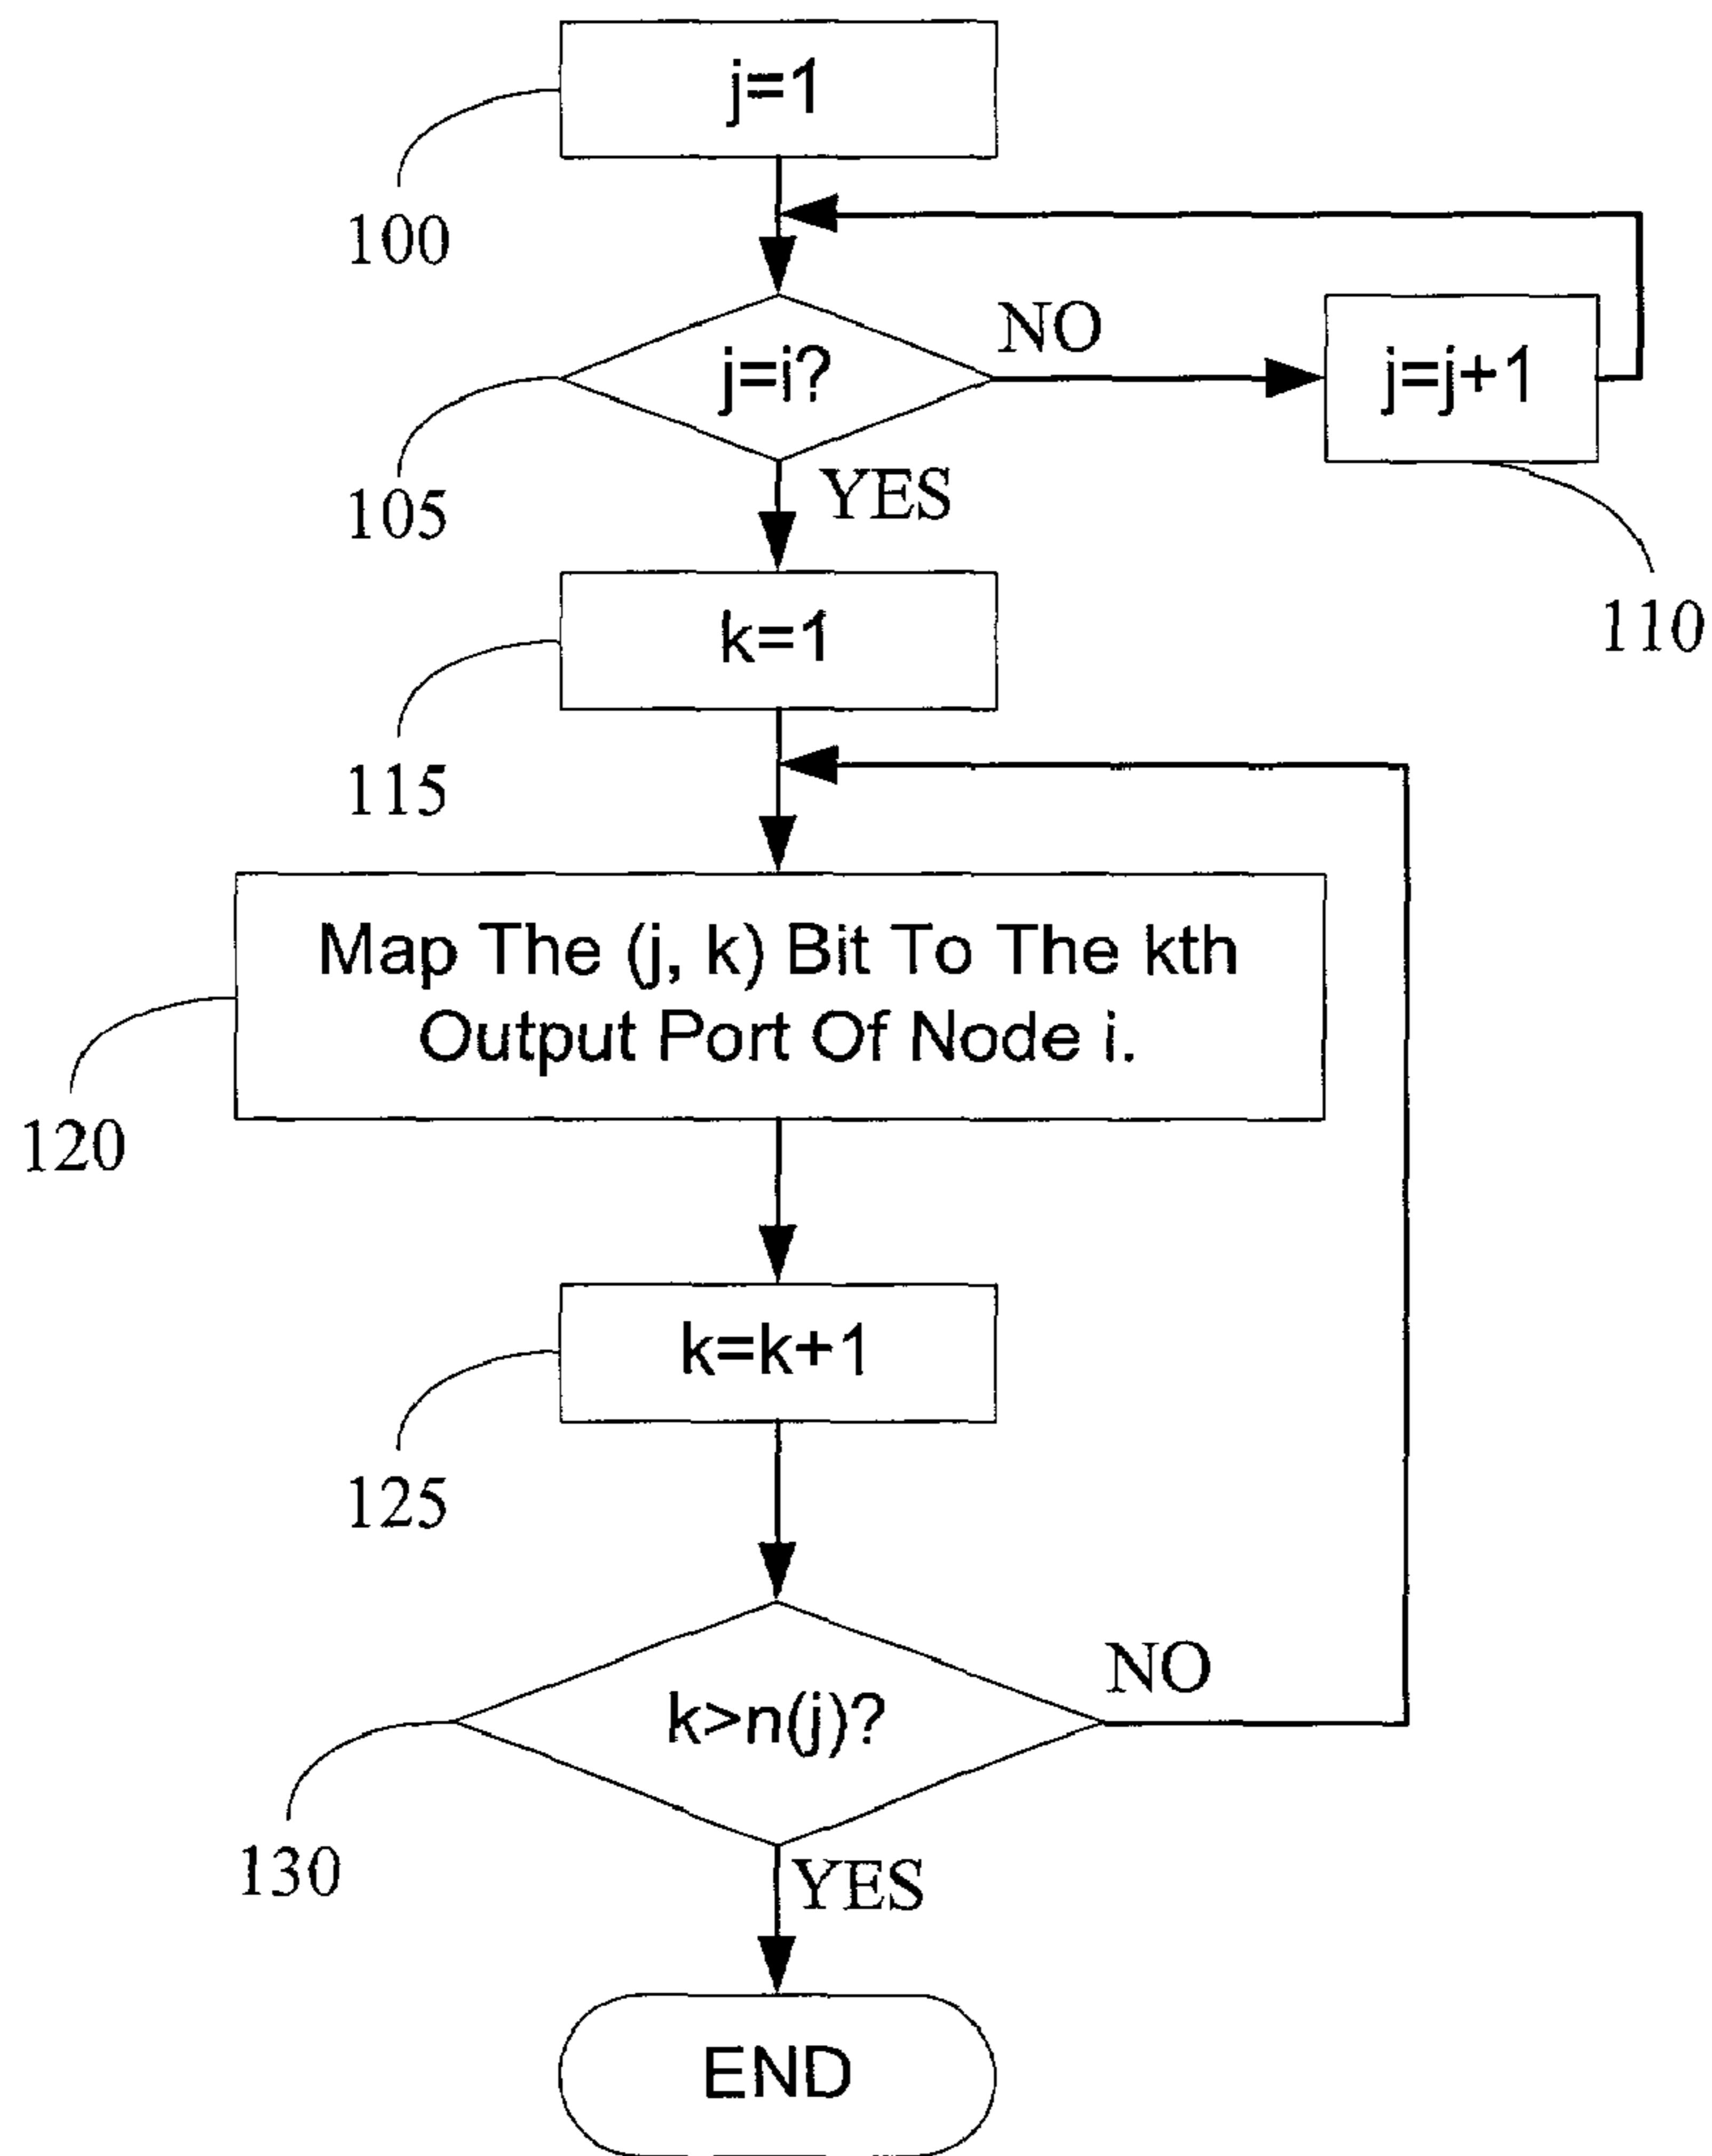 j=1
100
j=i?
NO
j=j+1
YES
105
110
k=1
115
Map The (j, k) Bit To The kth
Output Port Of Node i.
120
k=k+1
125
k>n(j)?
NO
130
YES
END